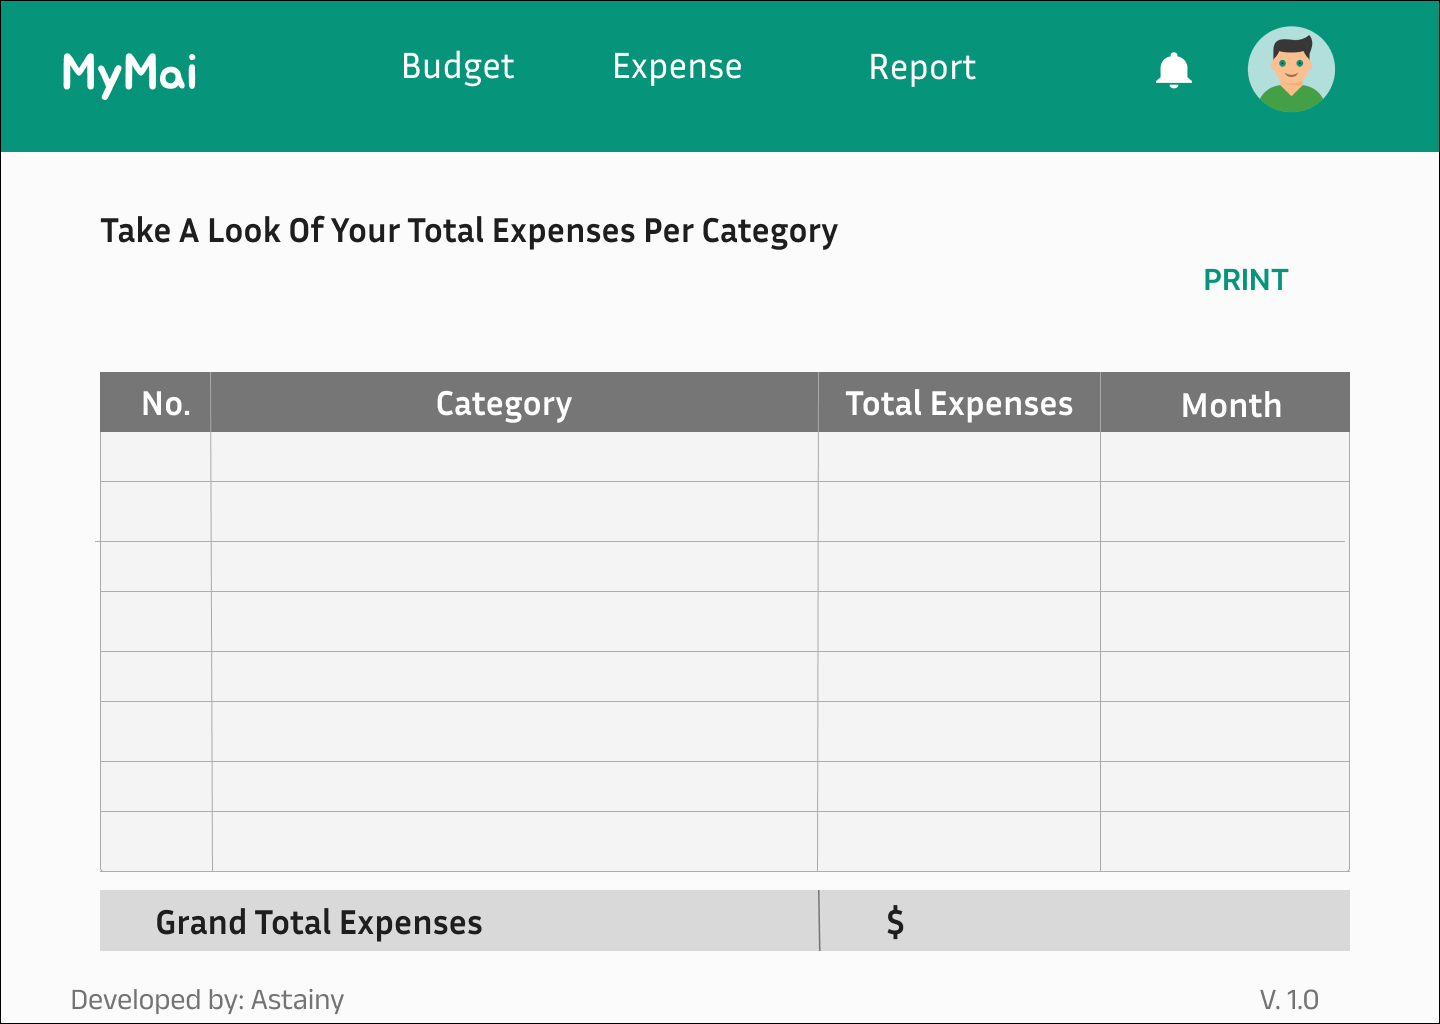 MyMai
Budget
Expense
Report
Take A Look Of Your Total Expenses Per Category
PRINT
No.
Category
Total Expenses
Month
Grand Total Expenses
$
Developed by: Astainy
V. 1.0